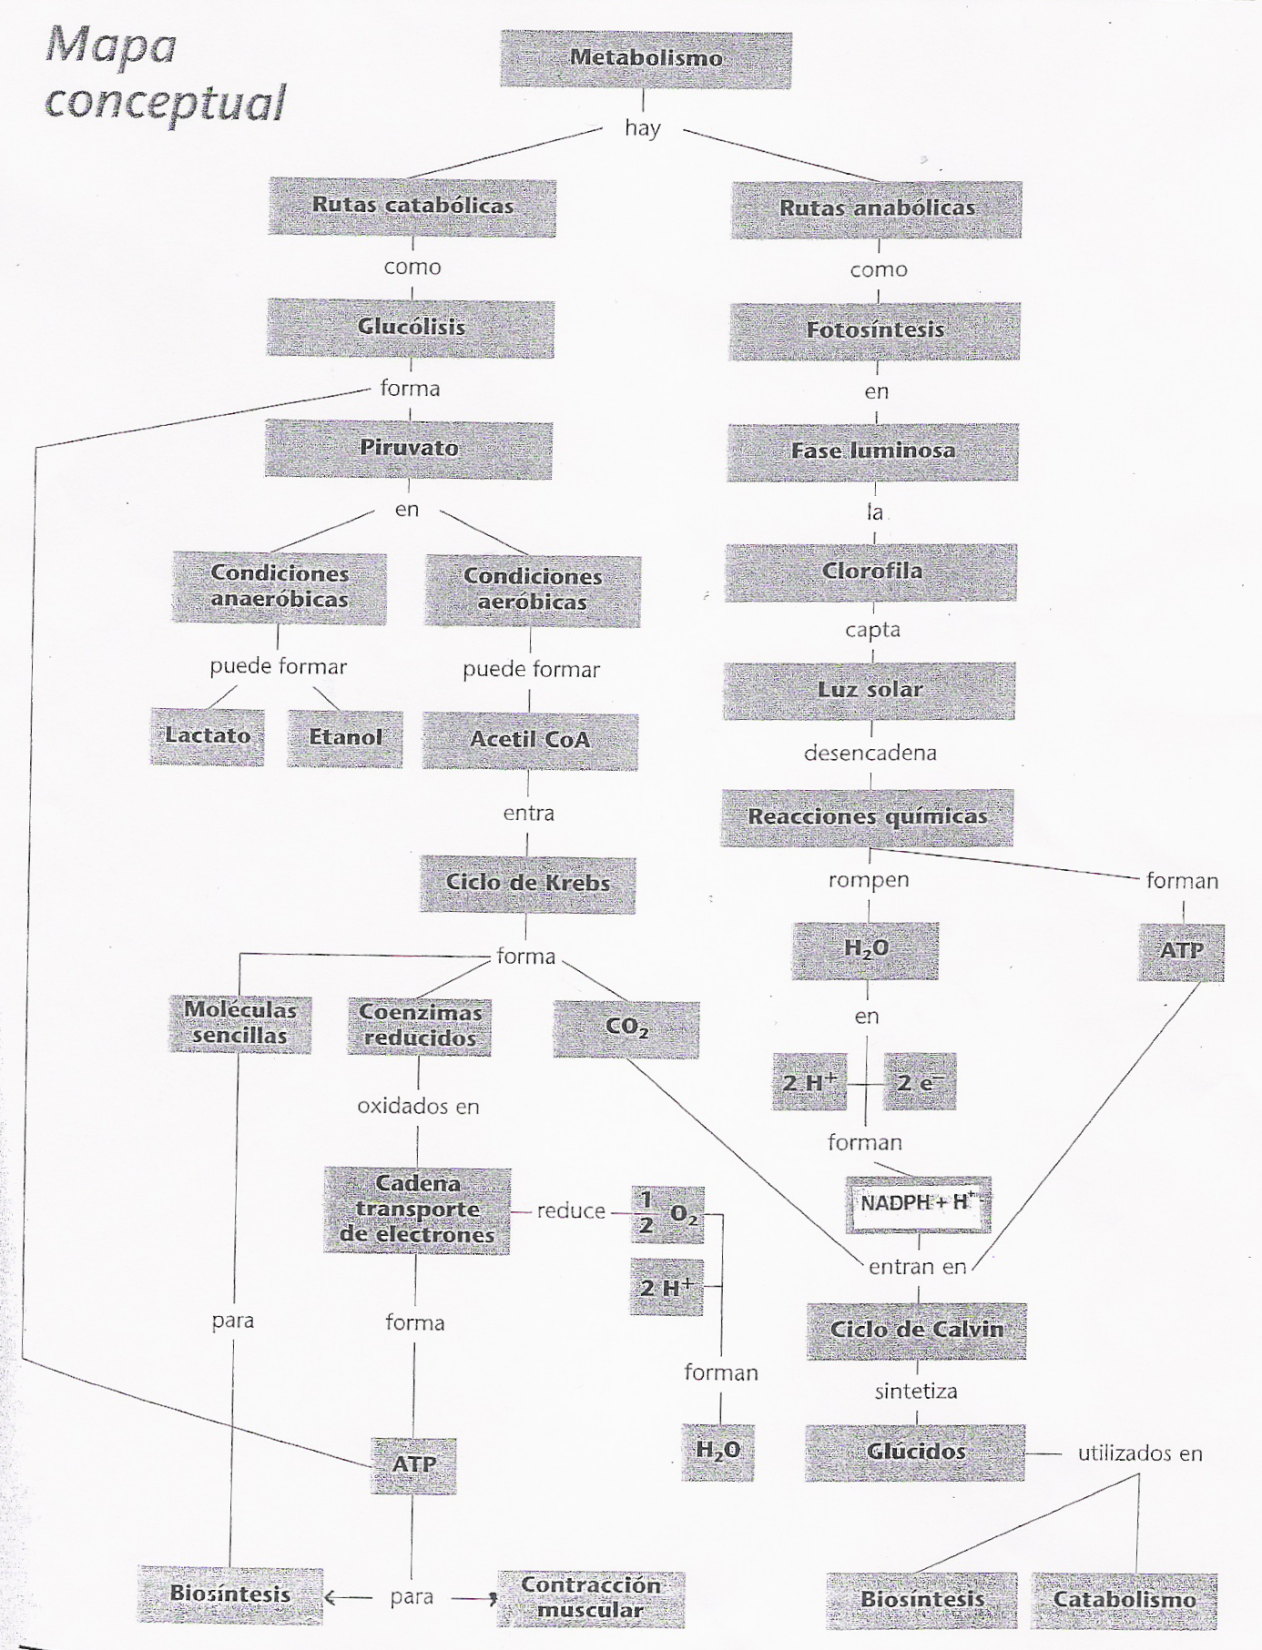 Mapa
conceptual
Metabolismo
hay
Rutas catabólicas
Rutas anabólicas
como
como
Glucólisis
Fotosíntesis
forma
en
Piruvato
Fase luminosa
en
la
Condiciones
anaeróbicas
Condiciones
aeróbicas
Clorofila
capta
puede formar
puede formar
Luz solar
Lactato
Etanol
Acetil CoA
desencadena
entra
Reacciones químicas
Ciclo de Krebs
rompen
forman
H₂O
ATP
forma
Moléculas
sencillas
Coenzimas
reducidos
CO₂
en
2 H⁺
2 e⁻
oxidados en
forman
Cadena
transporte
de electrones
reduce
1/2 O₂
NADPH + H⁺
2 H⁺
entran en
para
forma
Ciclo de Calvin
forman
sintetiza
ATP
H₂O
Glúcidos
utilizados en
Biosíntesis
para
Contracción
muscular
Biosíntesis
Catabolismo